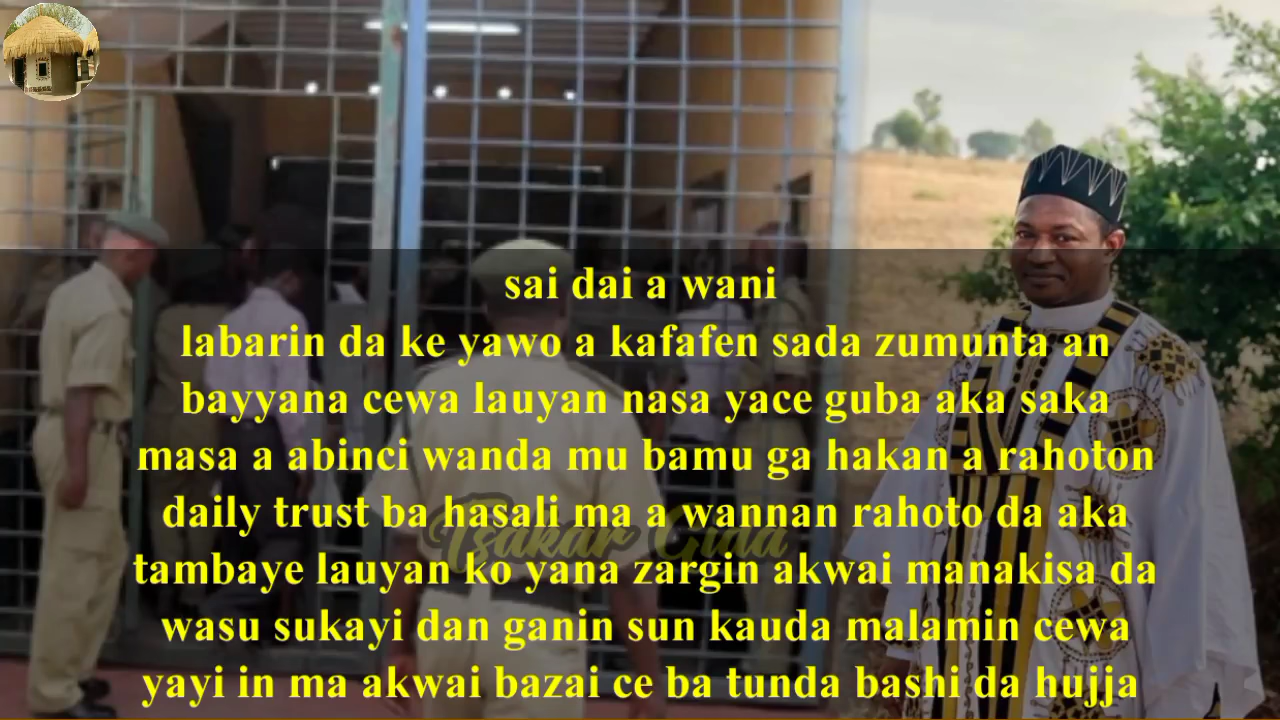 sai dai a wani
labarin da ke yawo a kafafen sada zumunta an
bayyana cewa lauyan nasa yace guba aka saka
masa a abinci wanda mu bamu ga hakan a rahoton
daily trust ba hasali ma a wannan rahoto da aka
Tsakar Gida
tambaye lauyan ko yana zargin akwai manakisa da
wasu sukayi dan ganin sun kauda malamin cewa
yayi in ma akwai bazai ce ba tunda bashi da hujja